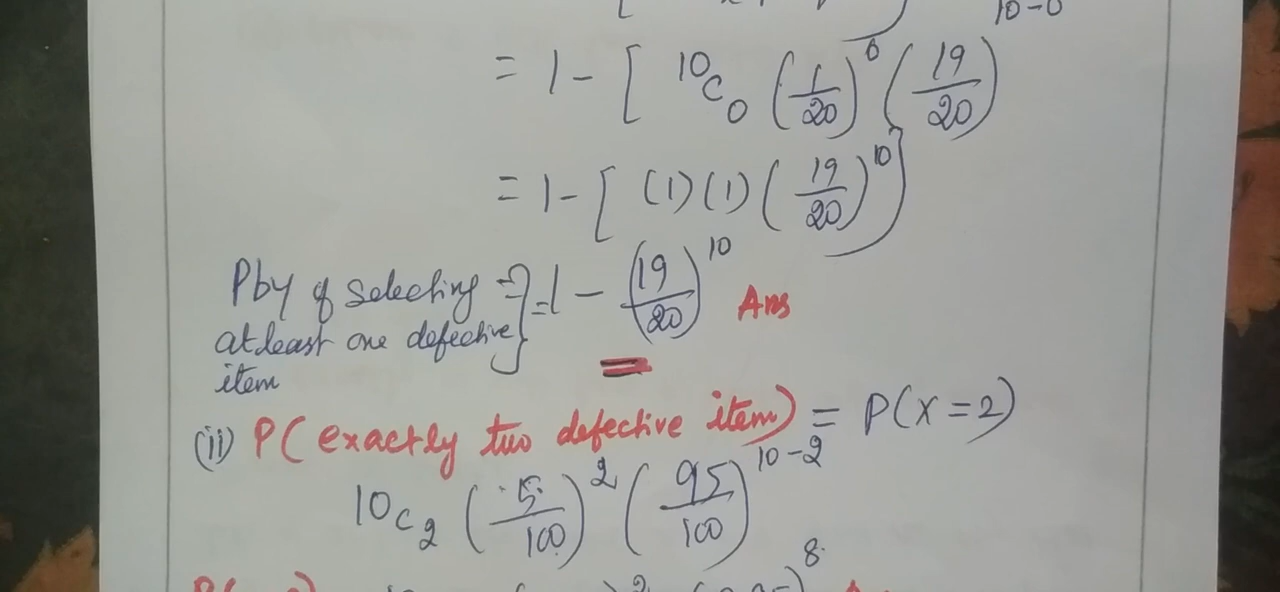 10-0
= 1 - [ 10C0 (1/20)^0 (19/20)
= 1 - [ (1) (1) (19/20)^10 ]
Pby of selecting at least one defective item } = 1 - (19/20)^10 Ans
(ii) P( exactly two defective item) = P(X=2)
10C2 (5/100)^2 (95/100)^10-2
8